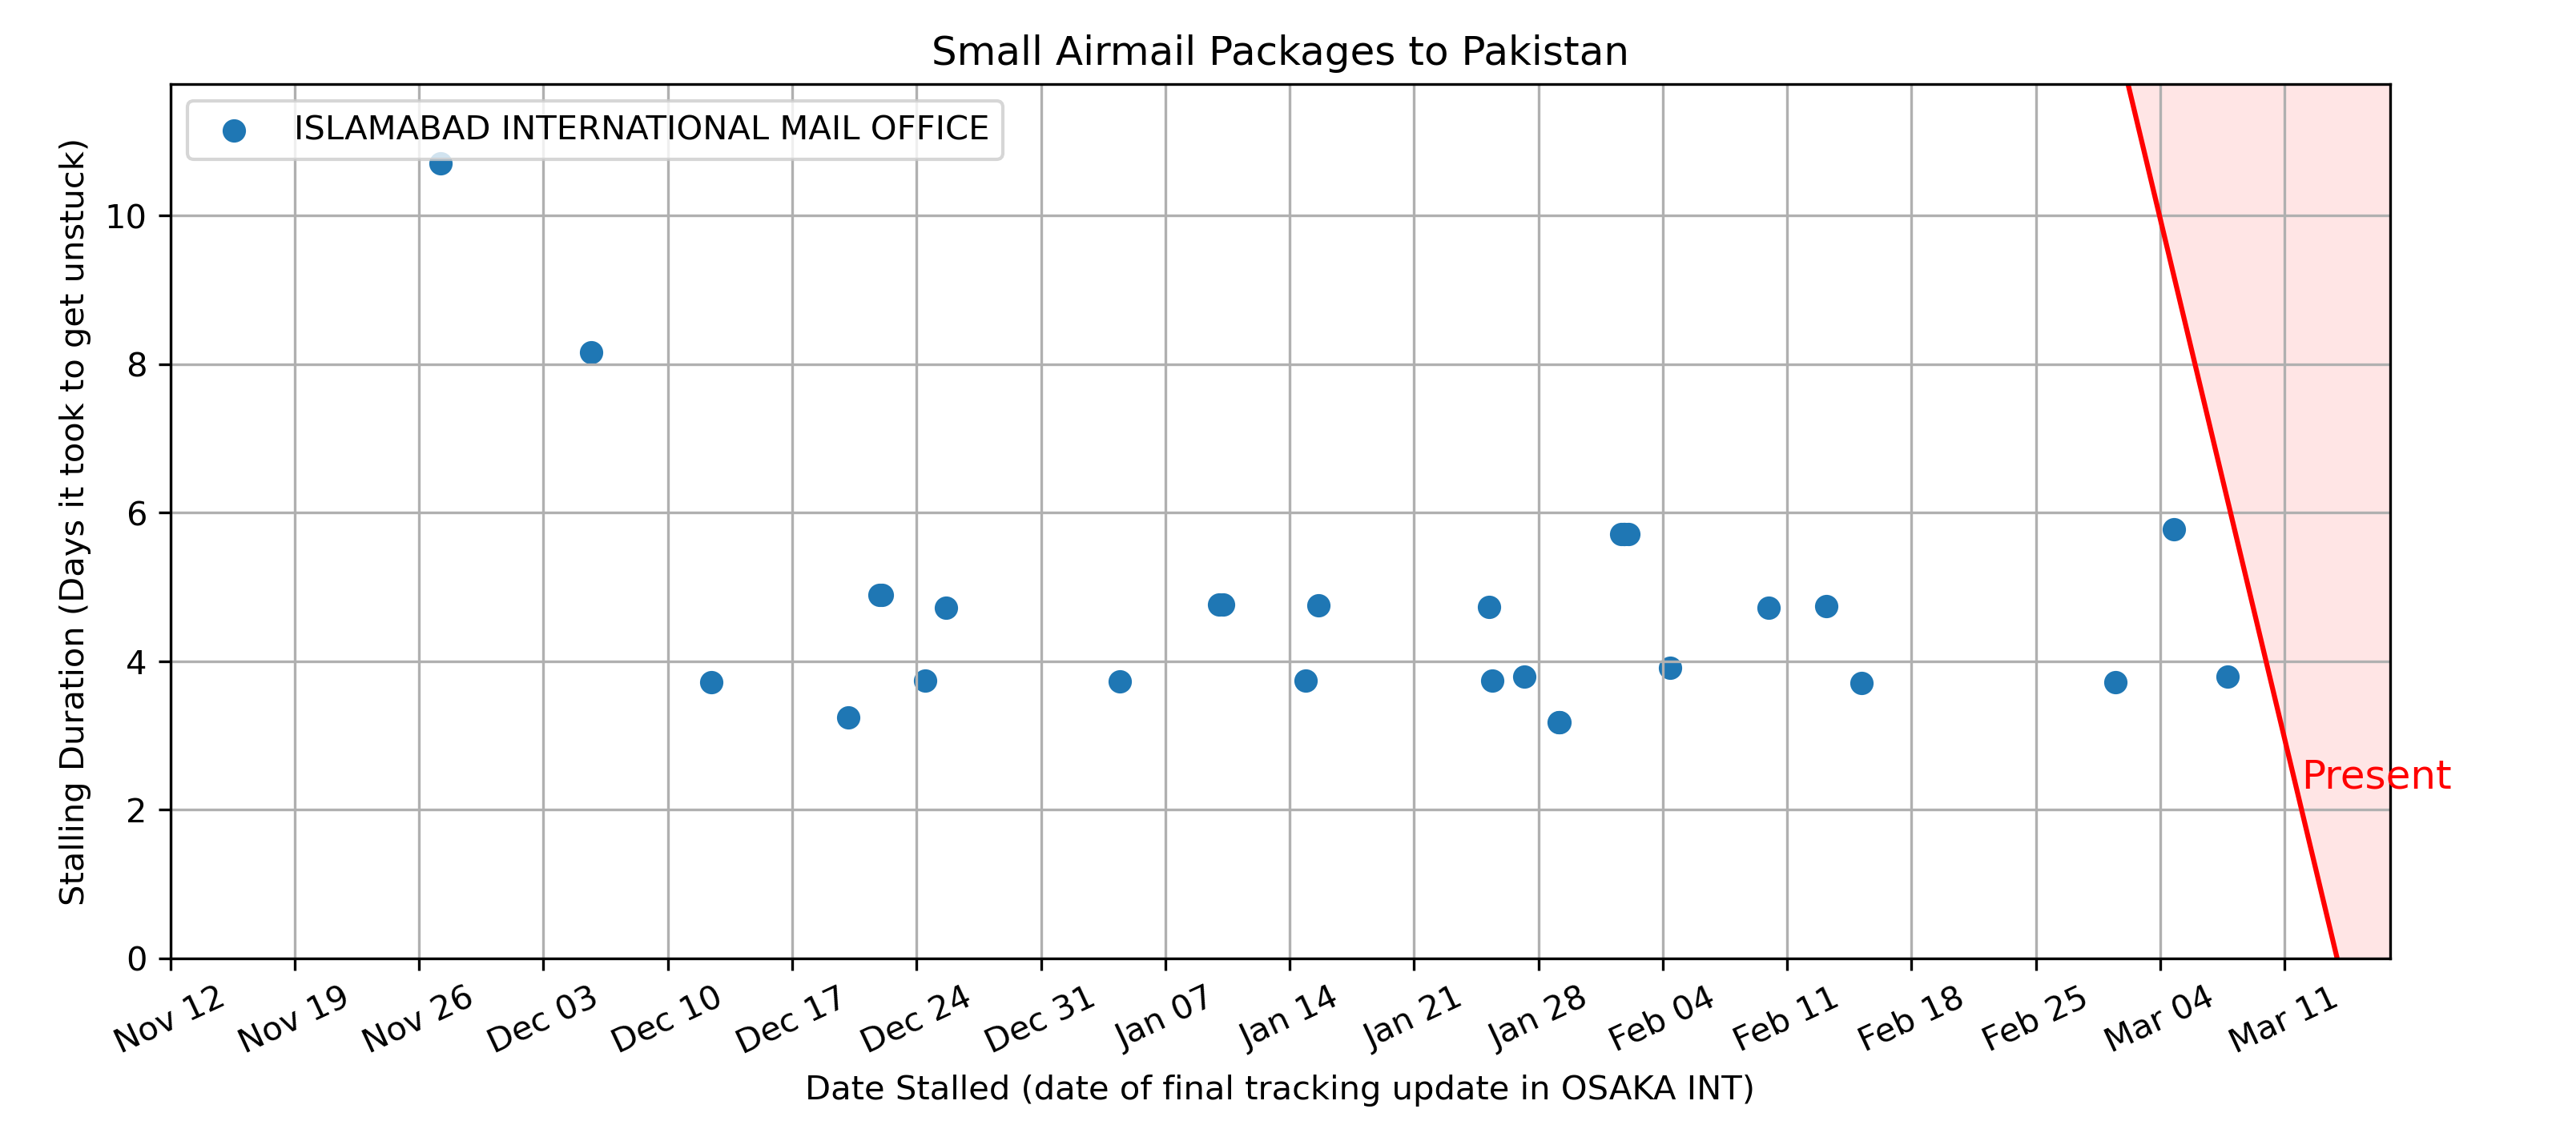 Small Airmail Packages to Pakistan
ISLAMABAD INTERNATIONAL MAIL OFFICE
Stalling Duration (Days it took to get unstuck)
10
8
6
4
2
0
Present
Nov 12
Nov 19
Nov 26
Dec 03
Dec 10
Dec 17
Dec 24
Dec 31
Jan 07
Jan 14
Jan 21
Jan 28
Feb 04
Feb 11
Feb 18
Feb 25
Mar 04
Mar 11
Date Stalled (date of final tracking update in OSAKA INT)